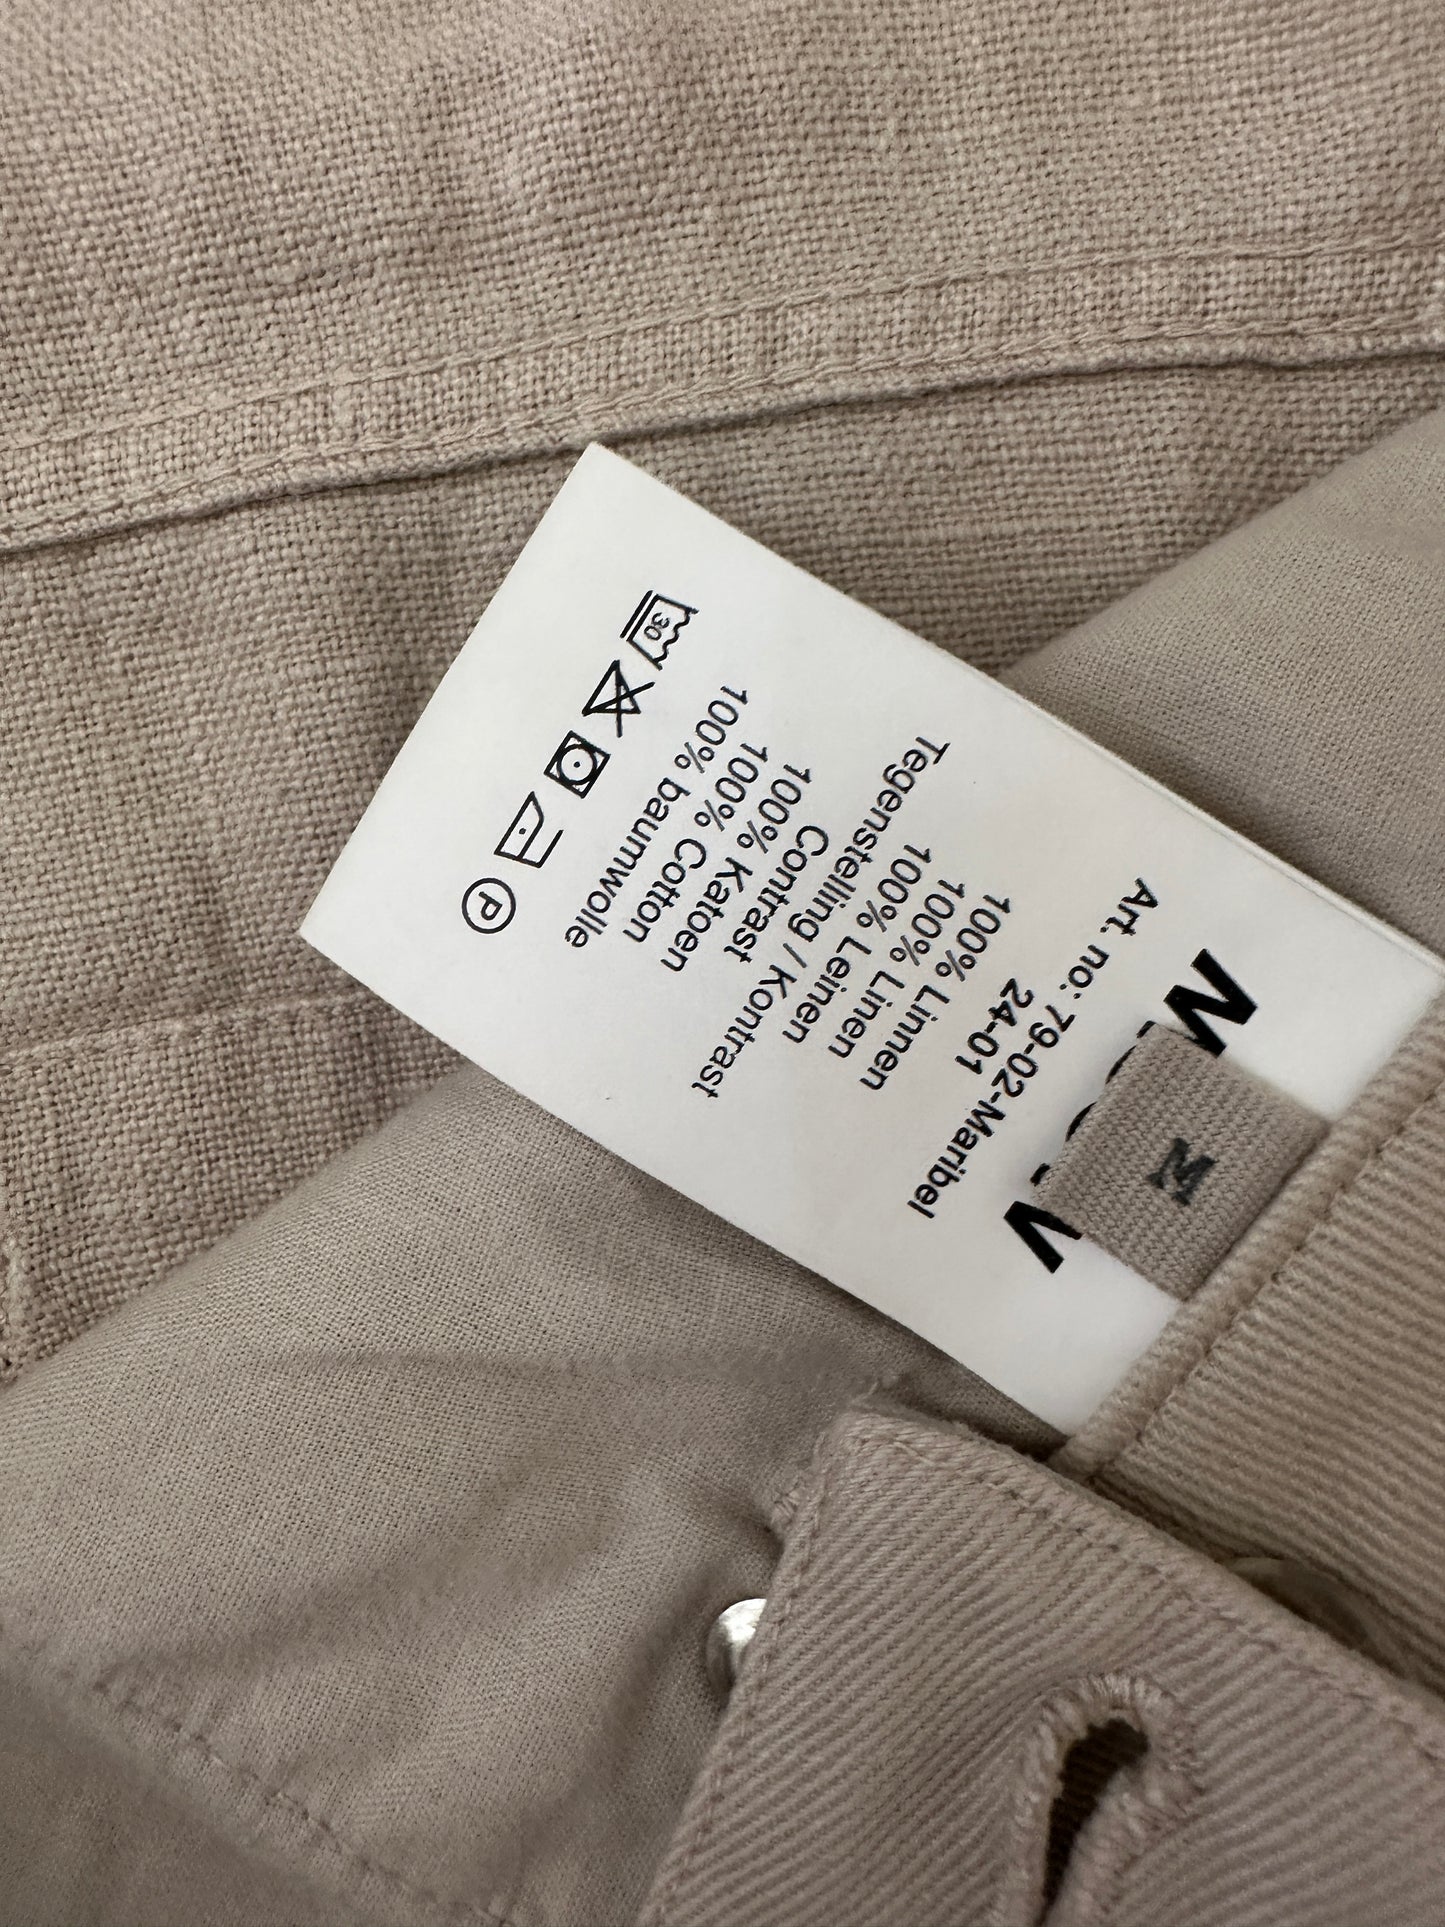 M
Art. no: 79-02-Maribel
24-01
100% Linnen
100% Linen
100% Leinen
Tegenstelling / Kontrast
Contrast
100% Katoen
100% Cotton
100% baumwolle
30
P